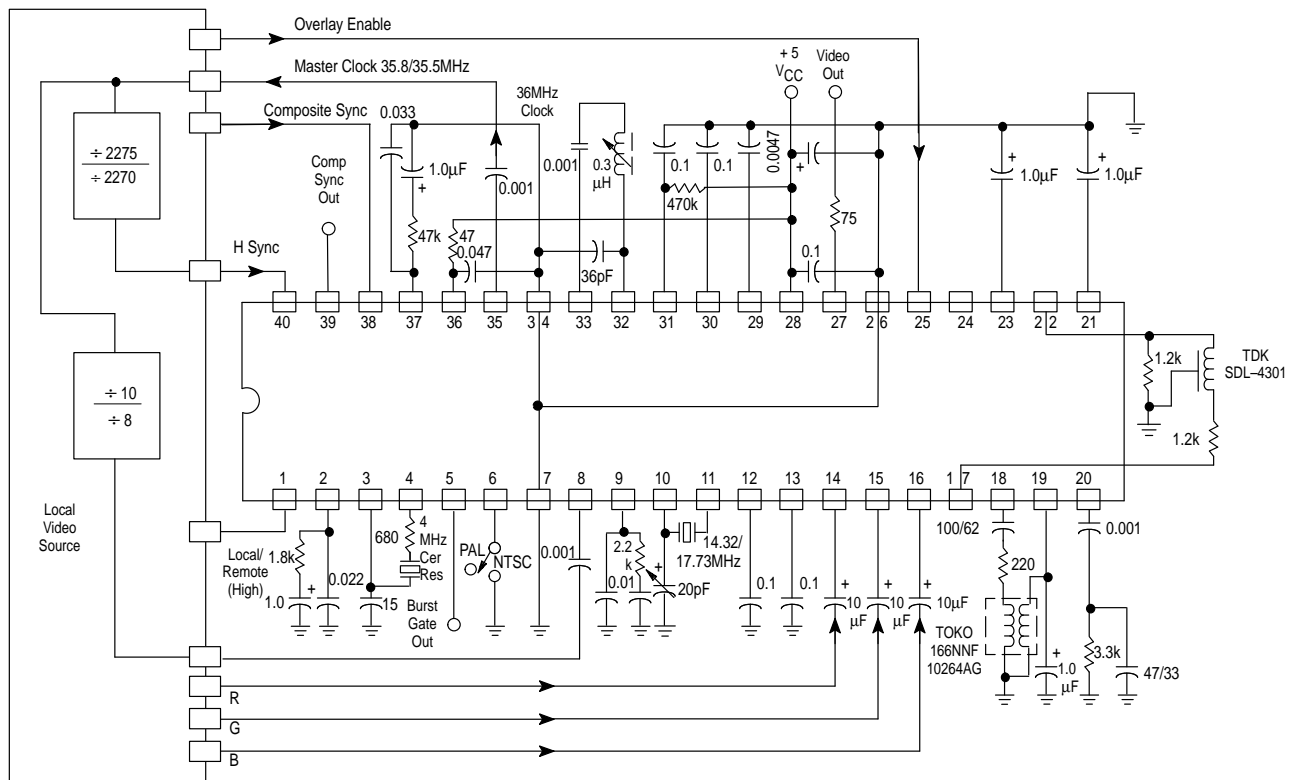 Overlay Enable
Master Clock 35.8/35.5MHz
Composite Sync
÷ 2275
÷ 2270
H Sync
÷ 10
÷ 8
Local
Video
Source
Comp
Sync
Out
0.033
1.0µF
+
47k
47
0.047
0.001
36MHz
Clock
0.001
0.3
µH
36pF
0.1
0.1
0.0047
470k
+ 5
VCC
Video
Out
+
0.1
75
+
1.0µF
+
1.0µF
40
39
38
37
36
35
3 4
33
32
31
30
29
28
27
2 6
25
24
23
2 2
21
1.2k
TDK
SDL–4301
1.2k
1
2
3
4
5
6
7
8
9
10
11
12
13
14
15
16
1 7
18
19
20
Local/
Remote
(High)
1.8k
+
1.0
0.022
680
4
MHz
Cer
Res
15
Burst
Gate
Out
PAL
NTSC
0.001
2.2
k
0.01
+
20pF
14.32/
17.73MHz
0.1
0.1
+
10
µF
+
10
µF
+
10µF
100/62
220
TOKO
166NNF
10264AG
+
1.0
µF
0.001
3.3k
47/33
R
G
B